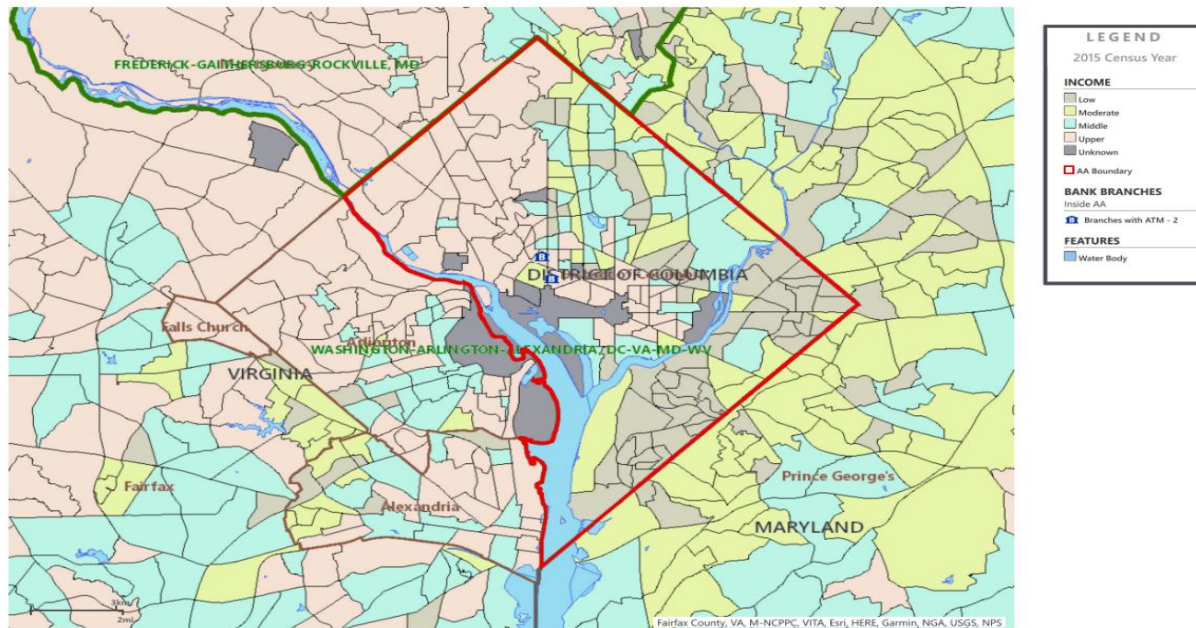 FREDERICK-GAITHERSBURG-ROCKVILLE, MD
DISTRICT OF COLUMBIA
Falls Church
Arlington
WASHINGTON-ARLINGTON-ALEXANDRIA, DC-VA-MD-WV
VIRGINIA
Fairfax
Alexandria
Prince George's
MARYLAND
3km
2mi
Fairfax County, VA, M-NCPPC, VITA, Esri, HERE, Garmin, NGA, USGS, NPS
LEGEND
2015 Census Year
INCOME
Low
Moderate
Middle
Upper
Unknown
AA Boundary
BANK BRANCHES
Inside AA
B Branches with ATM - 2
FEATURES
Water Body